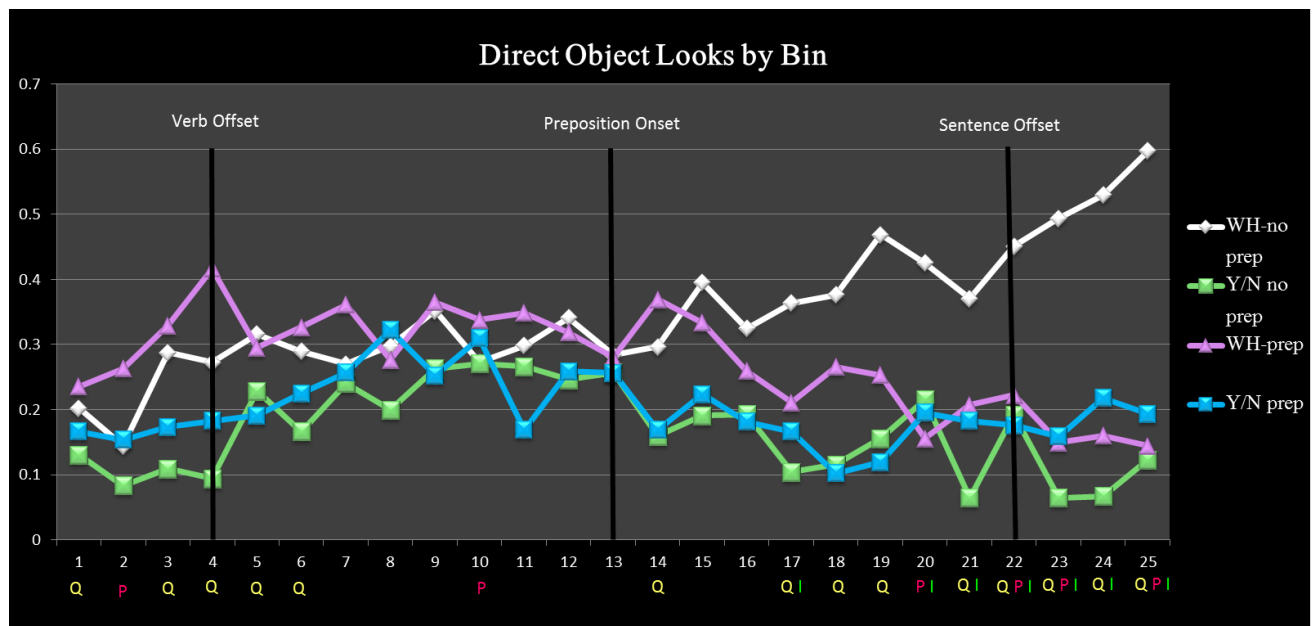 Direct Object Looks by Bin
0.7
0.6
0.5
0.4
0.3
0.2
0.1
0
Verb Offset
Preposition Onset
Sentence Offset
1 2 3 4 5 6 7 8 9 10 11 12 13 14 15 16 17 18 19 20 21 22 23 24 25
Q P Q Q Q Q P Q Q I Q Q P I Q I Q P I Q P I Q I Q P I
WH-no
prep
Y/N no
prep
WH-prep
Y/N prep